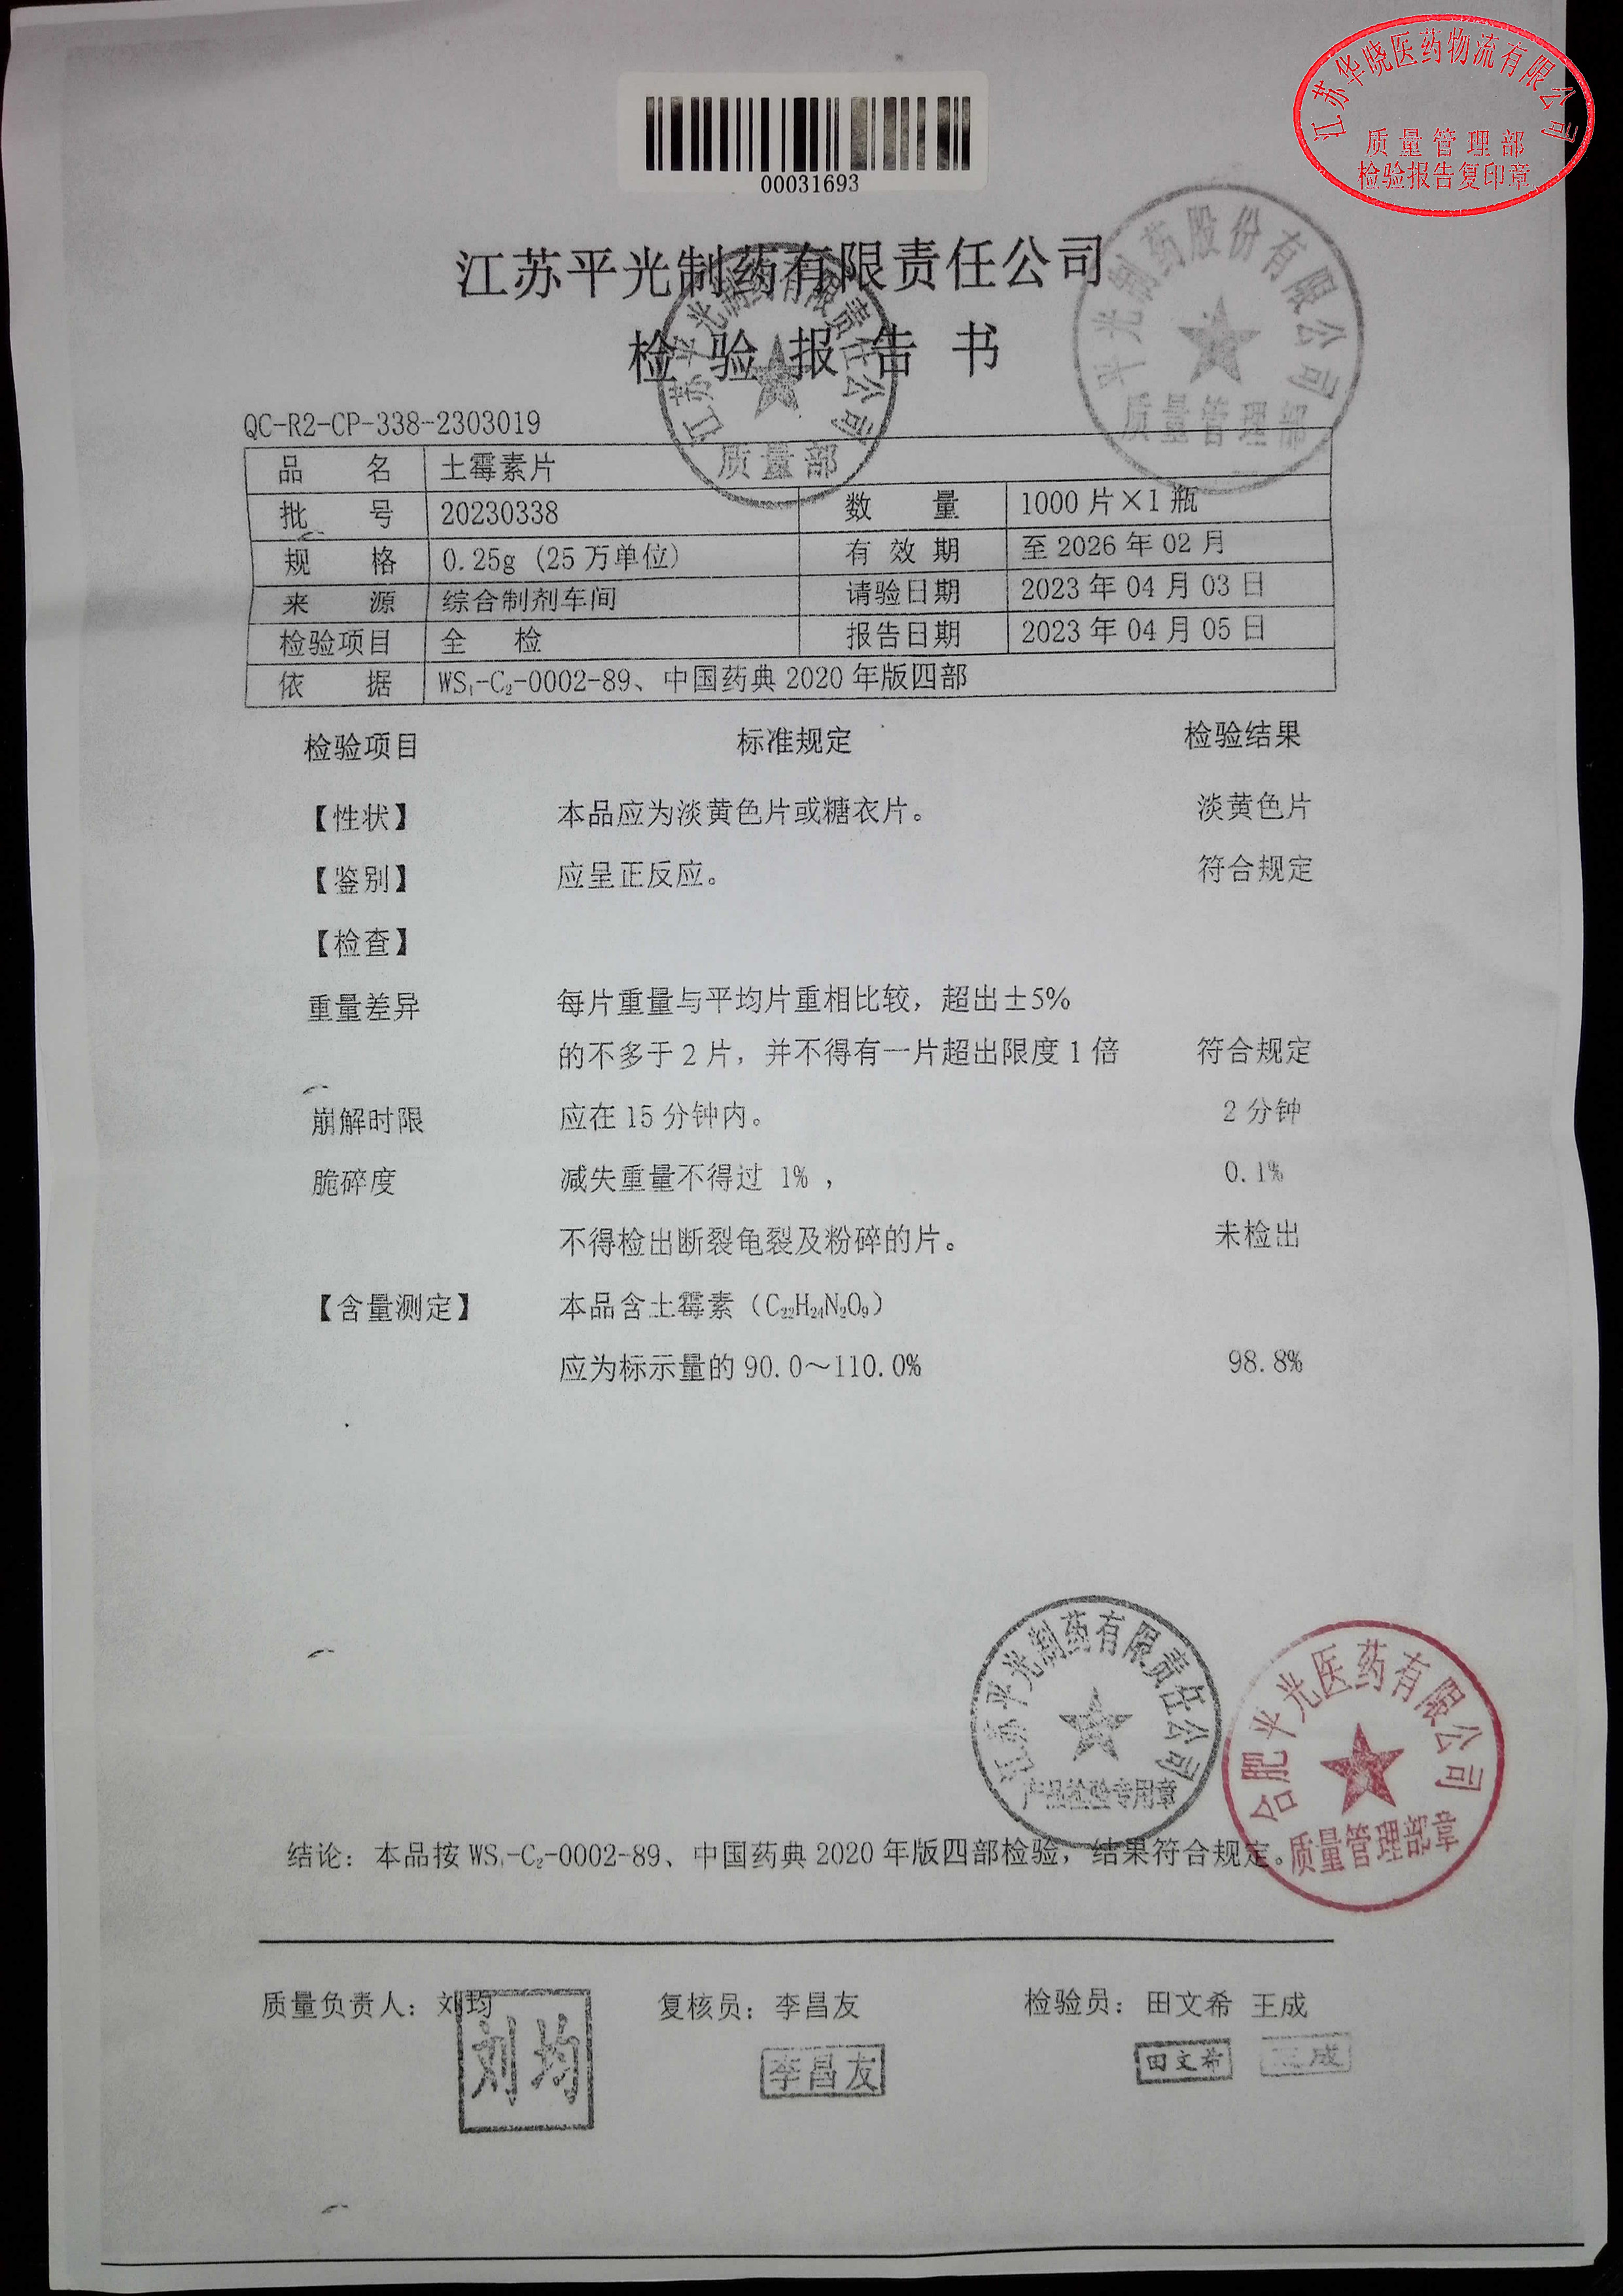 江苏华晓医药物流有限公司
质量管理部
检验报告复印章
00031693
江苏平光制药有限责任公司
检验报告书
江苏平光制药有限责任公司
质量部
平光制药股份有限公司
质量管理部
QC-R2-CP-338-2303019
品名 土霉素片
批号 20230338 数量 1000片×1瓶
规格 0.25g (25万单位) 有效期 至2026年02月
来源 综合制剂车间 请验日期 2023年04月03日
检验项目 全检 报告日期 2023年04月05日
依据 WS₁-C₂-0002-89、中国药典2020年版四部
检验项目 标准规定 检验结果
【性状】 本品应为淡黄色片或糖衣片。 淡黄色片
【鉴别】 应呈正反应。 符合规定
【检查】
重量差异 每片重量与平均片重相比较，超出±5%
的不多于2片，并不得有一片超出限度1倍 符合规定
崩解时限 应在15分钟内。 2分钟
脆碎度 减失重量不得过 1%， 0.1%
不得检出断裂龟裂及粉碎的片。 未检出
【含量测定】 本品含土霉素（C₂₂H₂₄N₂O₉）
应为标示量的90.0～110.0% 98.8%
江苏平光制药有限责任公司
产品检验专用章
合肥平光医药有限公司
质量管理部章
结论：本品按WS₁-C₂-0002-89、中国药典2020年版四部检验，结果符合规定。
质量负责人：刘均 复核员：李昌友 检验员：田文希 王成
刘均 李昌友 田文希 王成